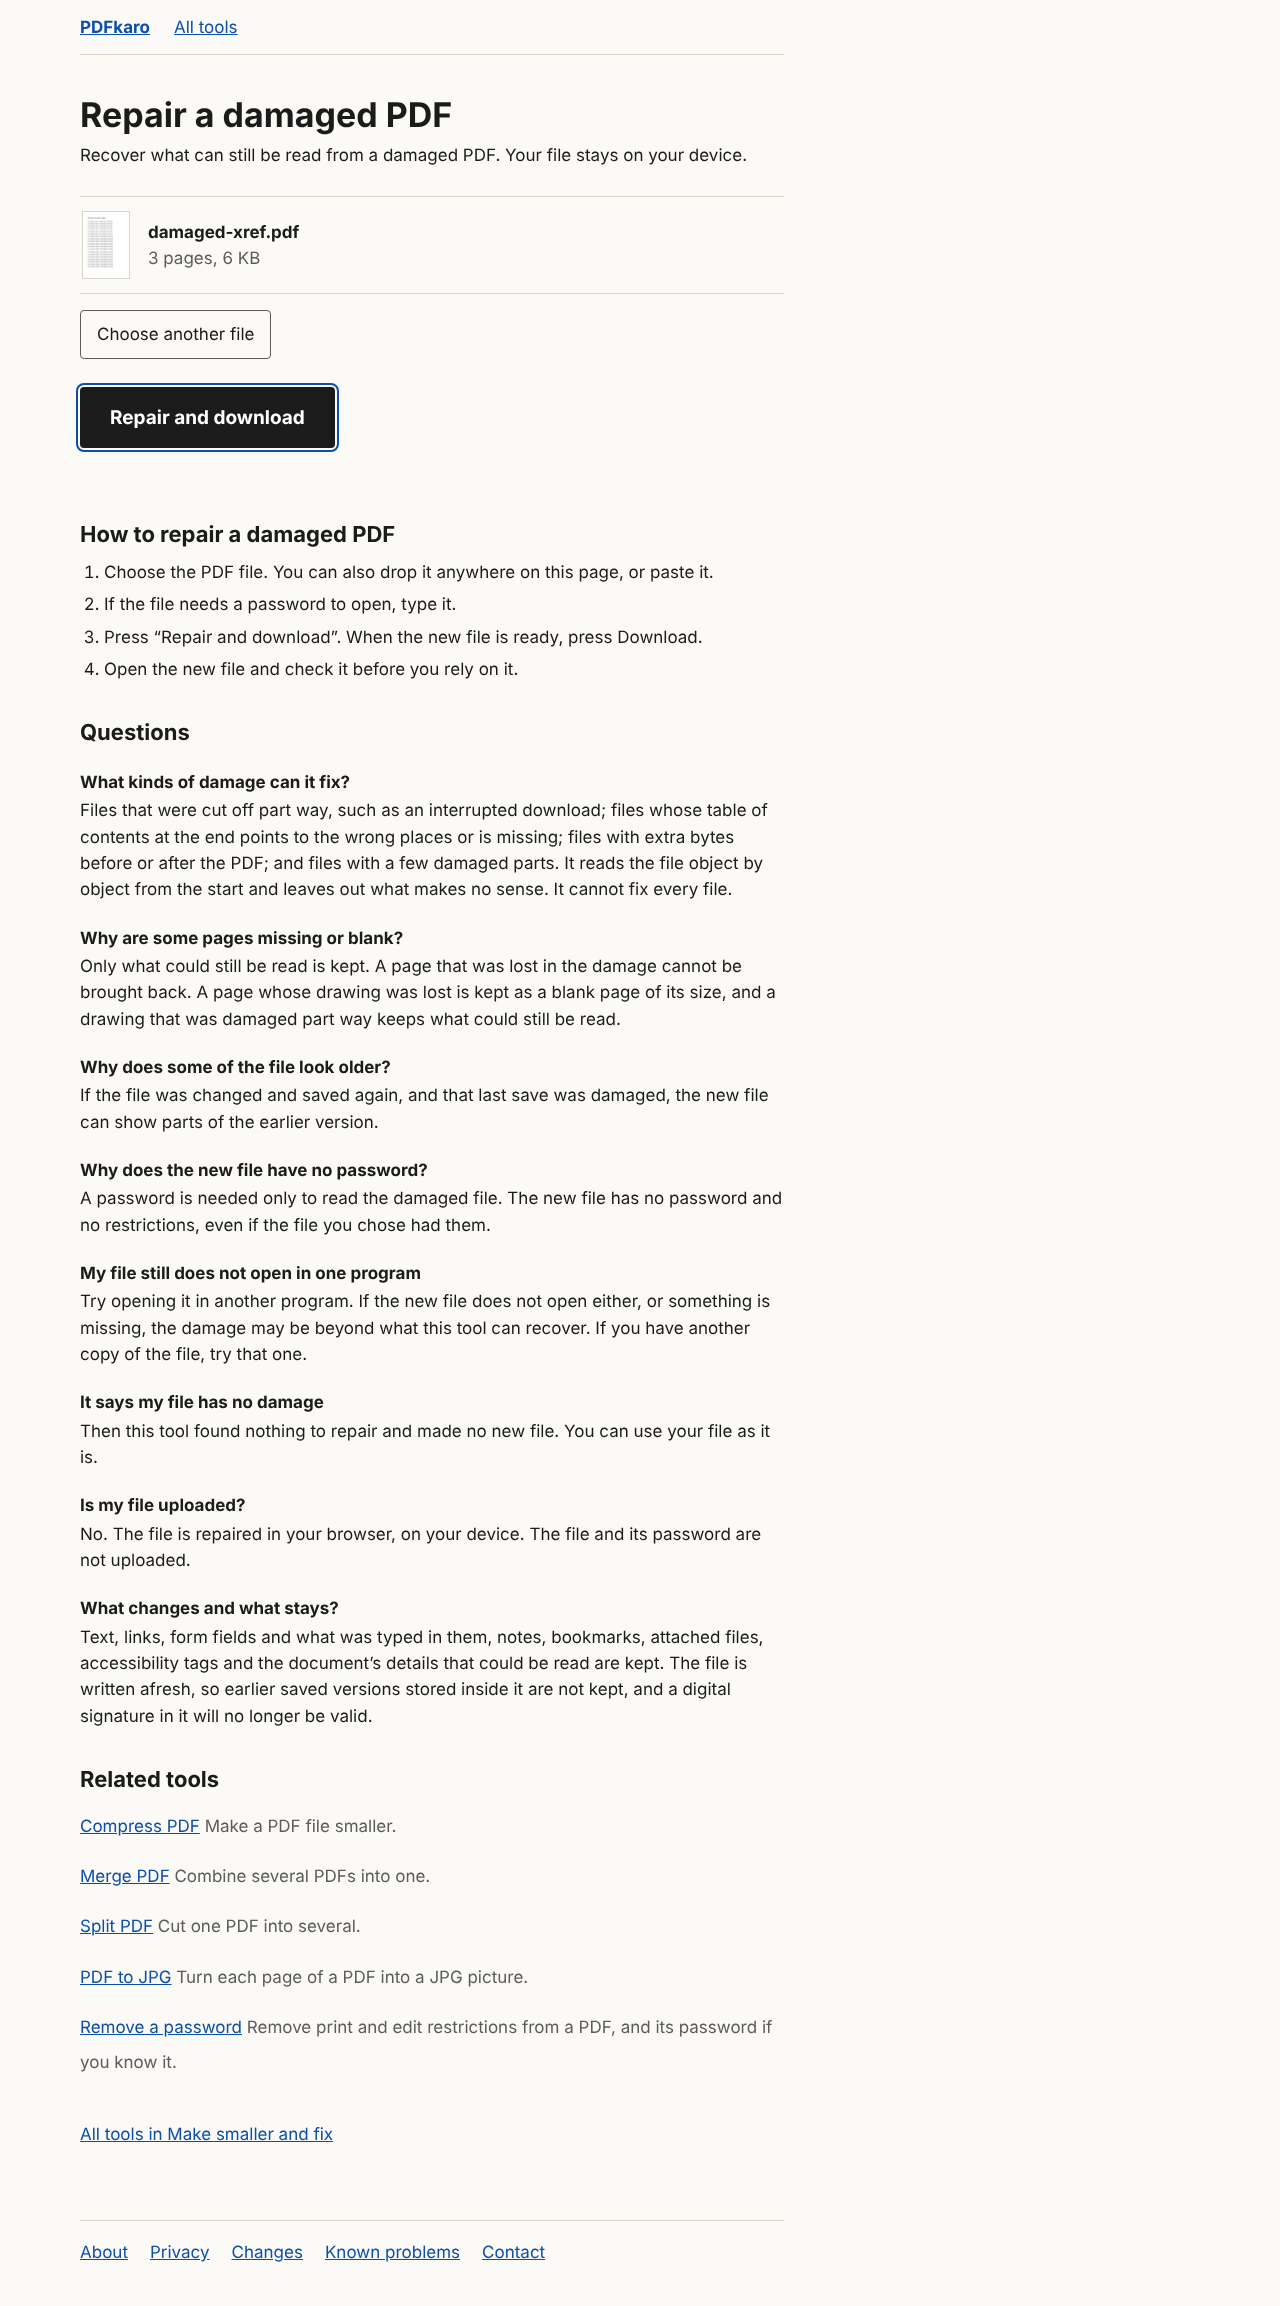 PDFkaro All tools
Repair a damaged PDF
Recover what can still be read from a damaged PDF. Your file stays on your device.
damaged-xref.pdf
3 pages, 6 KB
Choose another file
Repair and download
How to repair a damaged PDF
1. Choose the PDF file. You can also drop it anywhere on this page, or paste it.
2. If the file needs a password to open, type it.
3. Press “Repair and download”. When the new file is ready, press Download.
4. Open the new file and check it before you rely on it.
Questions
What kinds of damage can it fix?
Files that were cut off part way, such as an interrupted download; files whose table of
contents at the end points to the wrong places or is missing; files with extra bytes
before or after the PDF; and files with a few damaged parts. It reads the file object by
object from the start and leaves out what makes no sense. It cannot fix every file.
Why are some pages missing or blank?
Only what could still be read is kept. A page that was lost in the damage cannot be
brought back. A page whose drawing was lost is kept as a blank page of its size, and a
drawing that was damaged part way keeps what could still be read.
Why does some of the file look older?
If the file was changed and saved again, and that last save was damaged, the new file
can show parts of the earlier version.
Why does the new file have no password?
A password is needed only to read the damaged file. The new file has no password and
no restrictions, even if the file you chose had them.
My file still does not open in one program
Try opening it in another program. If the new file does not open either, or something is
missing, the damage may be beyond what this tool can recover. If you have another
copy of the file, try that one.
It says my file has no damage
Then this tool found nothing to repair and made no new file. You can use your file as it
is.
Is my file uploaded?
No. The file is repaired in your browser, on your device. The file and its password are
not uploaded.
What changes and what stays?
Text, links, form fields and what was typed in them, notes, bookmarks, attached files,
accessibility tags and the document’s details that could be read are kept. The file is
written afresh, so earlier saved versions stored inside it are not kept, and a digital
signature in it will no longer be valid.
Related tools
Compress PDF Make a PDF file smaller.
Merge PDF Combine several PDFs into one.
Split PDF Cut one PDF into several.
PDF to JPG Turn each page of a PDF into a JPG picture.
Remove a password Remove print and edit restrictions from a PDF, and its password if
you know it.
All tools in Make smaller and fix
About Privacy Changes Known problems Contact